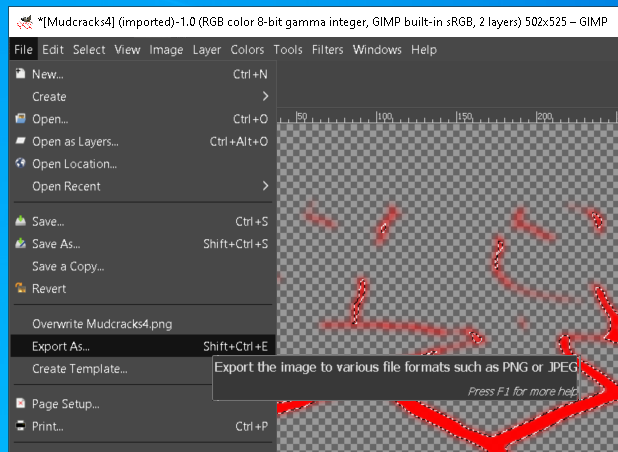 *[Mudcracks4] (imported)-1.0 (RGB color 8-bit gamma integer, GIMP built-in sRGB, 2 layers) 502x525 – GIMP
File Edit Select View Image Layer Colors Tools Filters Windows Help
New... Ctrl+N
Create
Open... Ctrl+O
Open as Layers... Ctrl+Alt+O
Open Location...
Open Recent
50 100 150 200
Save... Ctrl+S
Save As... Shift+Ctrl+S
Save a Copy...
Revert
Overwrite Mudcracks4.png
Export As... Shift+Ctrl+E
Export the image to various file formats such as PNG or JPEG
Create Template...
Press F1 for more help
Page Setup...
Print... Ctrl+P